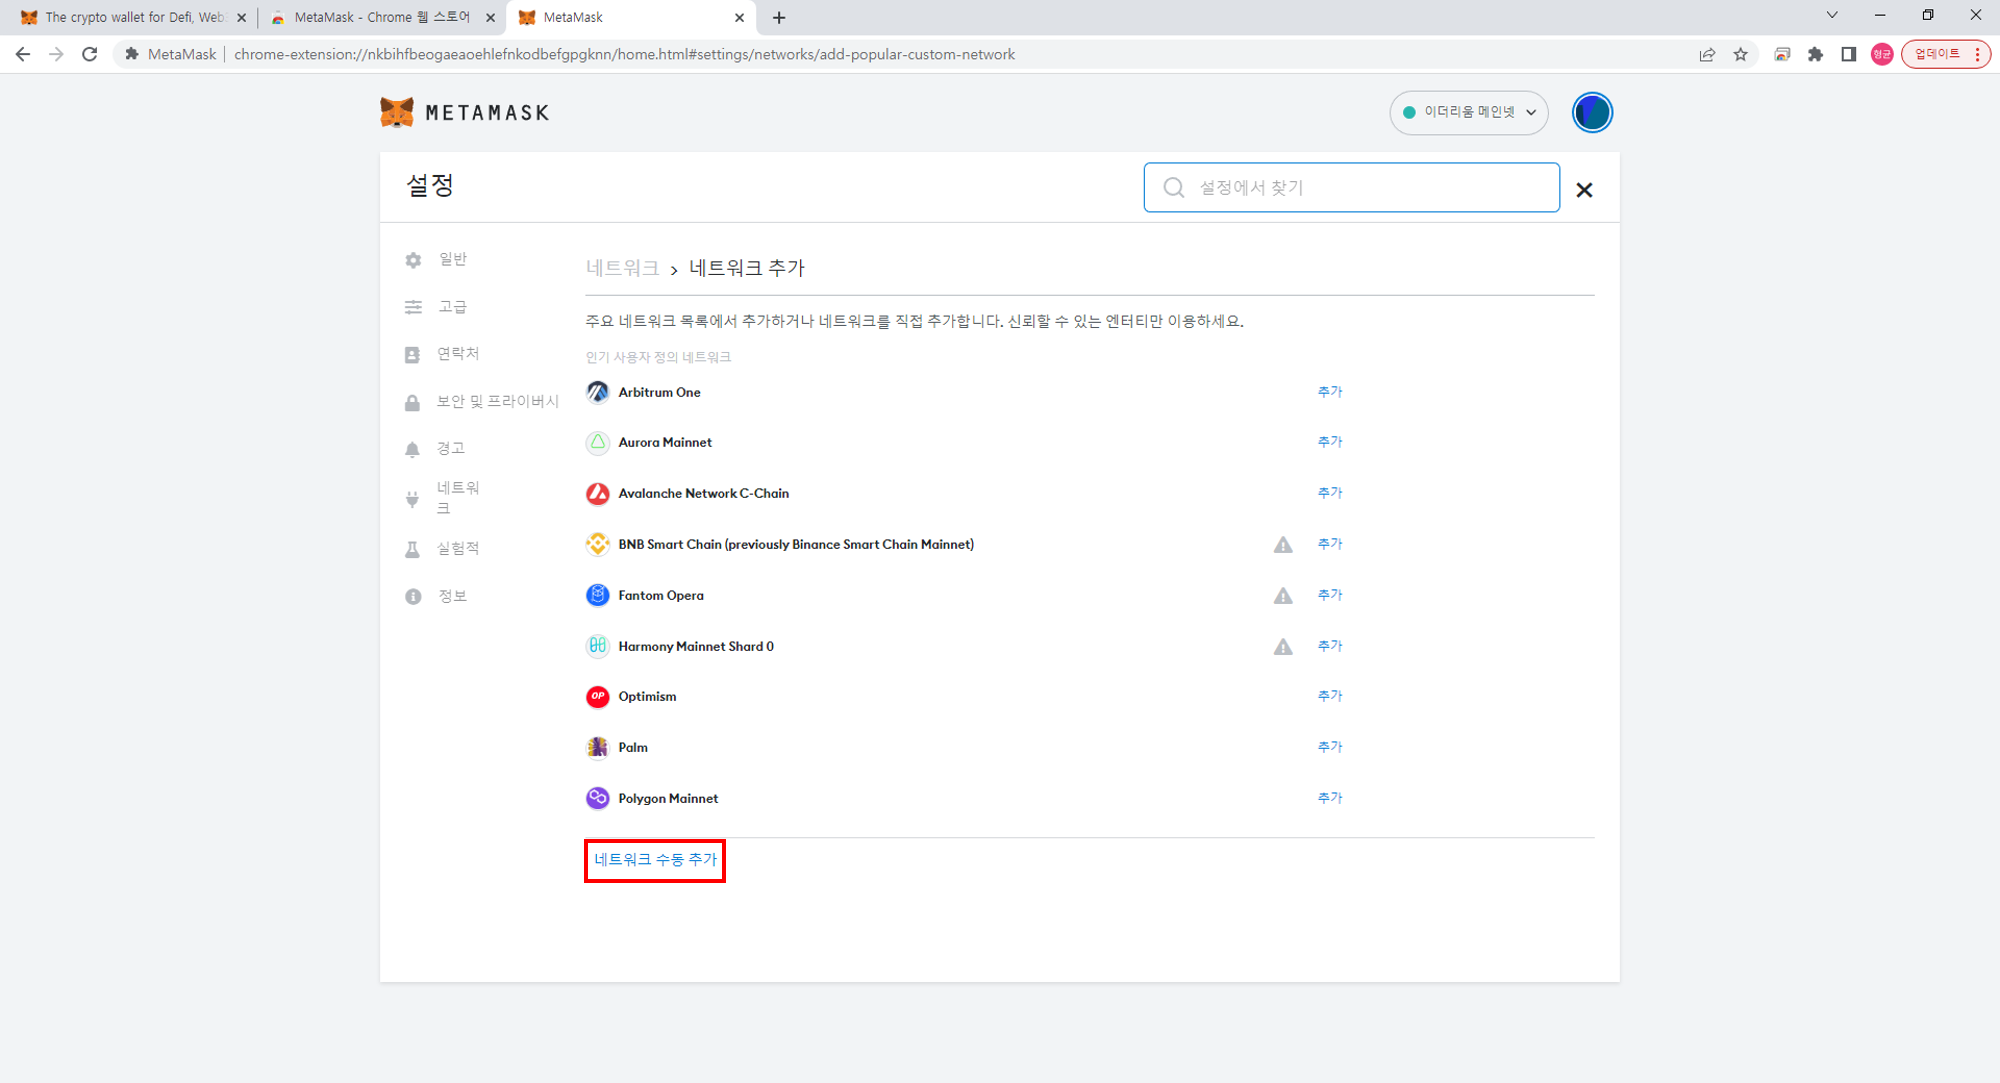 The crypto wallet for Defi, Web
MetaMask - Chrome 웹 스토어
MetaMask
MetaMask
chrome-extension://nkbihfbeogaeaoehlefnkodbefgpgknn/home.html#settings/networks/add-popular-custom-network
형균
업데이트
METAMASK
이더리움 메인넷
설정
설정에서 찾기
일반
고급
연락처
보안 및 프라이버시
경고
네트워
크
실험적
정보
네트워크 › 네트워크 추가
주요 네트워크 목록에서 추가하거나 네트워크를 직접 추가합니다. 신뢰할 수 있는 엔터티만 이용하세요.
인기 사용자 정의 네트워크
Arbitrum One 추가
Aurora Mainnet 추가
Avalanche Network C-Chain 추가
BNB Smart Chain (previously Binance Smart Chain Mainnet) 추가
Fantom Opera 추가
Harmony Mainnet Shard 0 추가
OP Optimism 추가
Palm 추가
Polygon Mainnet 추가
네트워크 수동 추가